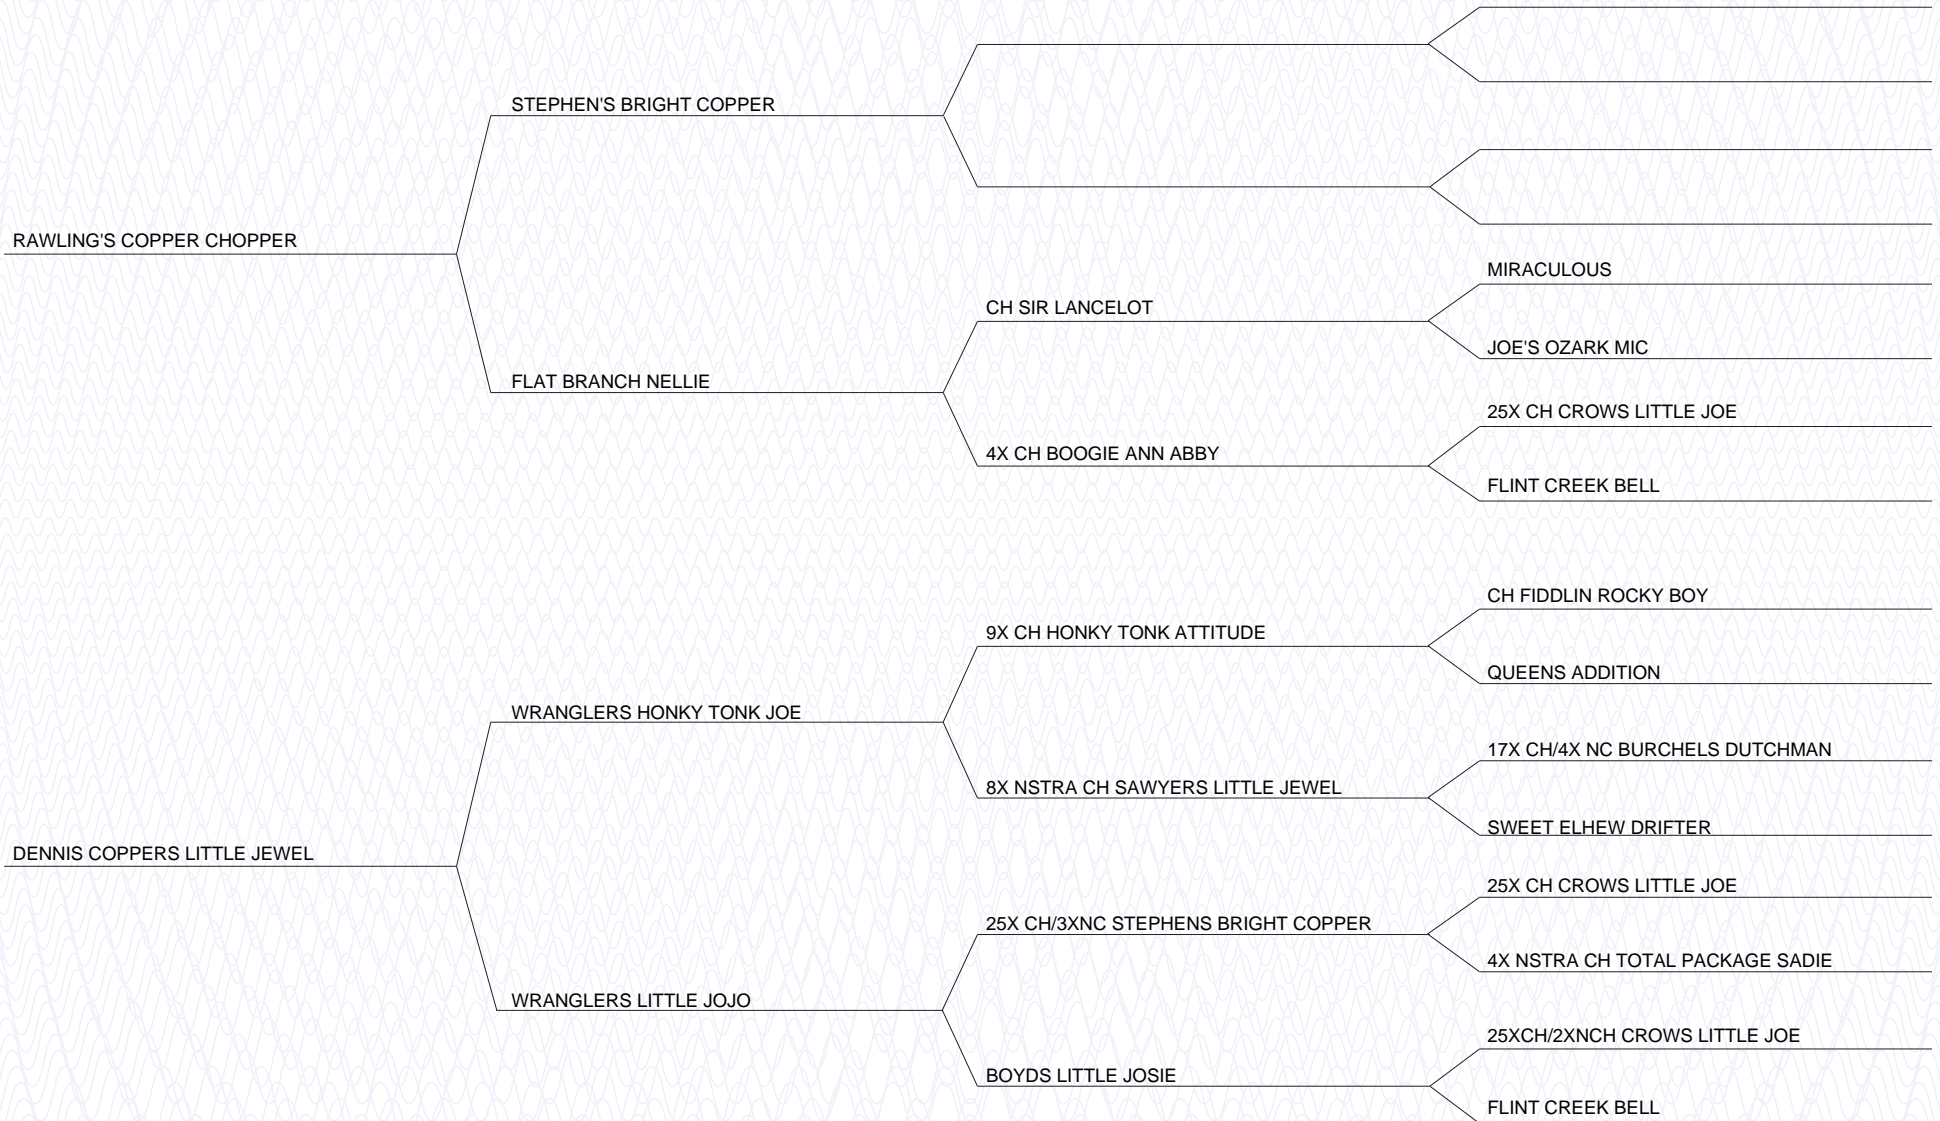 STEPHEN'S BRIGHT COPPER
RAWLING'S COPPER CHOPPER
MIRACULOUS
CH SIR LANCELOT
JOE'S OZARK MIC
FLAT BRANCH NELLIE
25X CH CROWS LITTLE JOE
4X CH BOOGIE ANN ABBY
FLINT CREEK BELL
CH FIDDLIN ROCKY BOY
9X CH HONKY TONK ATTITUDE
QUEENS ADDITION
WRANGLERS HONKY TONK JOE
17X CH/4X NC BURCHELS DUTCHMAN
8X NSTRA CH SAWYERS LITTLE JEWEL
SWEET ELHEW DRIFTER
DENNIS COPPERS LITTLE JEWEL
25X CH CROWS LITTLE JOE
25X CH/3XNC STEPHENS BRIGHT COPPER
4X NSTRA CH TOTAL PACKAGE SADIE
WRANGLERS LITTLE JOJO
25XCH/2XNCH CROWS LITTLE JOE
BOYDS LITTLE JOSIE
FLINT CREEK BELL